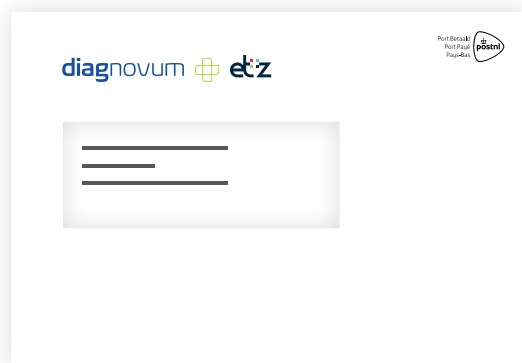 Port Betaald
Port Payé
Pays-Bas
postnl
diagnovum etz